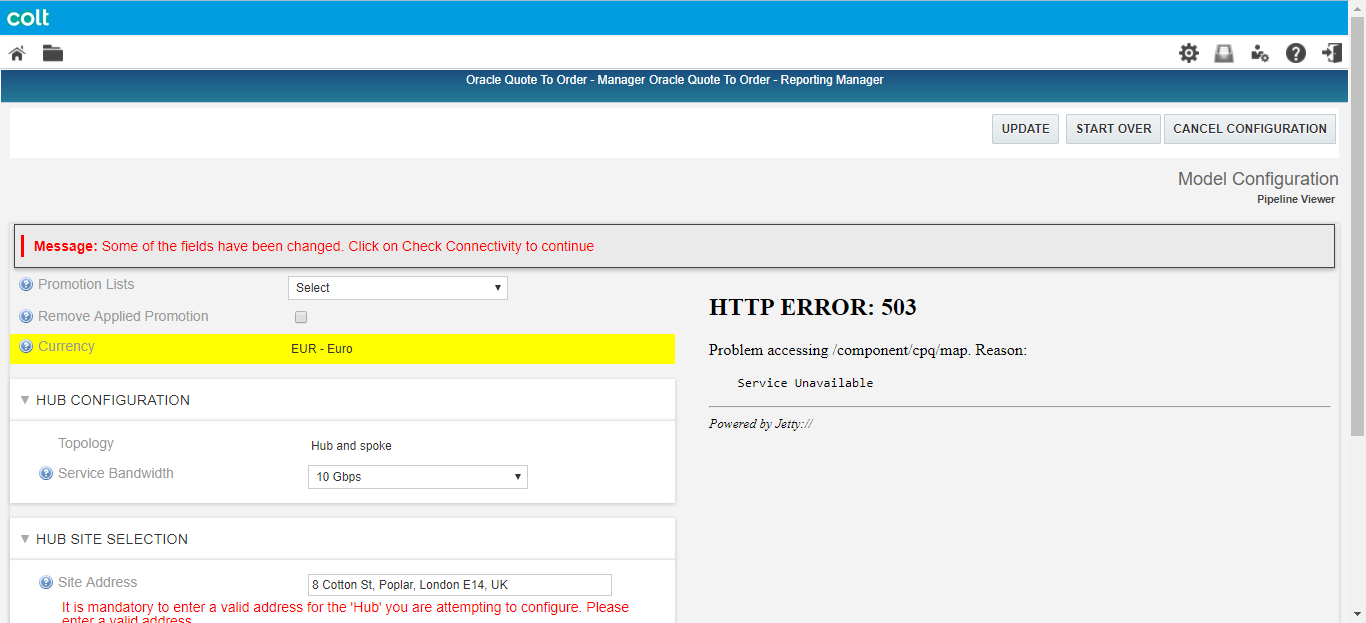 colt
Oracle Quote To Order - Manager Oracle Quote To Order - Reporting Manager
UPDATE START OVER CANCEL CONFIGURATION
Model Configuration
Pipeline Viewer
Message: Some of the fields have been changed. Click on Check Connectivity to continue
Promotion Lists Select
Remove Applied Promotion
Currency EUR - Euro
HUB CONFIGURATION
Topology Hub and spoke
Service Bandwidth 10 Gbps
HUB SITE SELECTION
Site Address 8 Cotton St, Poplar, London E14, UK
It is mandatory to enter a valid address for the 'Hub' you are attempting to configure. Please
enter a valid address
HTTP ERROR: 503
Problem accessing /component/cpq/map. Reason:
Service Unavailable
Powered by Jetty://